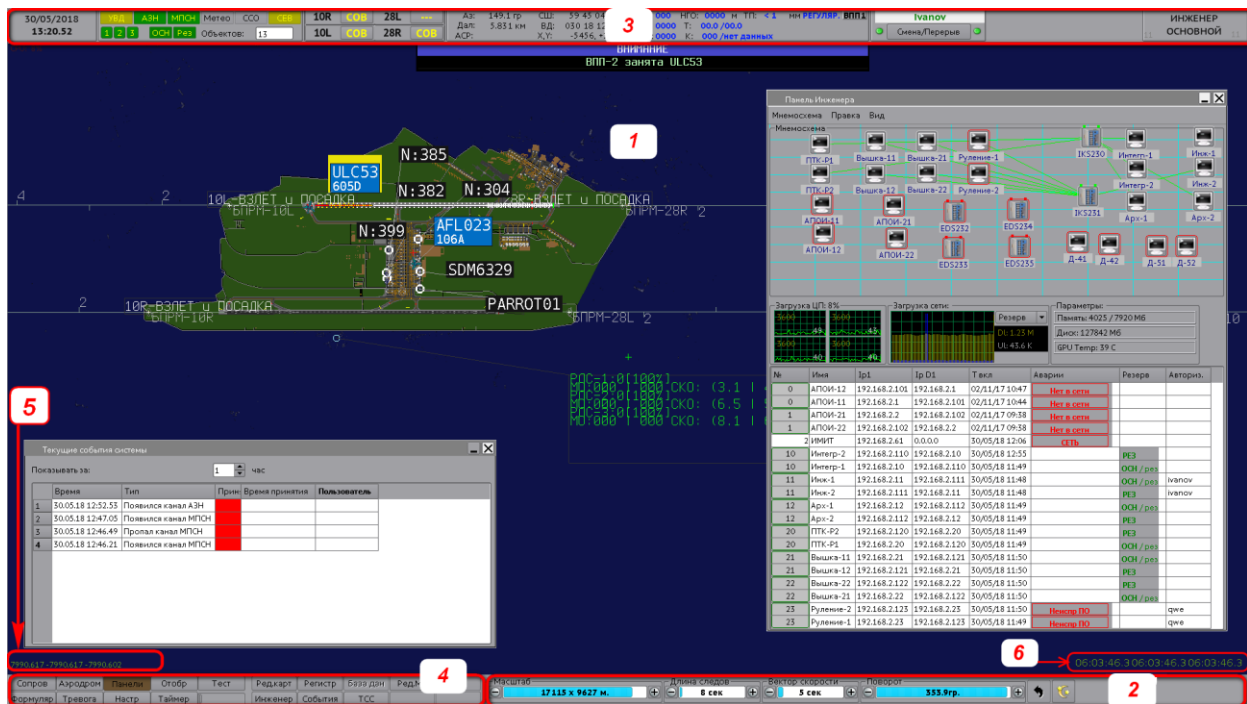 30/05/2018
13:20.52
УВД АЗН МПСН Метео ССО СЕВ
1 2 3 ОСН Рез Объектов: 13
10R СОВ 28L ---
10L СОВ 28R СОВ
Аз: 149.1 гр
Дал: 5.831 км
АСР:
3
РЕГУЛЯР. ВПП1
000 /нет данных
Ivanov
Смена/Перерыв
ИНЖЕНЕР
ОСНОВНОЙ
ВНИМАНИЕ
ВПП-2 занята ULC53
1
N:385
ULC53
605D
N:382
N:304
4
10L-ВЗЛЕТ и ПОСАДКА
28R-ВЗЛЕТ и ПОСАДКА
БПРМ-10L
БПРМ-28R 2
N:399
AFL023
106A
SDM6329
PARROT01
2
10R-ВЗЛЕТ и ПОСАДКА
БПРМ-10R
БПРМ-28L 2
10
5
Панель Инженера
Мнемосхема Правка Вид
Мнемосхема
ПТК-Р1 Вышка-11 Вышка-21 Руление-1 IKS230 Интегр-1 Инж-1
ПТК-Р2 Вышка-12 Вышка-22 Руление-2 Интегр-2 Инж-2
АПОИ-11 АПОИ-21 EDS232 EDS234 IKS231 Арх-1 Арх-2
АПОИ-12 АПОИ-22 EDS233 EDS235 Д-41 Д-42 Д-51 Д-52
Загрузка ЦП: 8%
Загрузка сети:
Резерв
DL: 1.23 M
UL: 43.6 K
Параметры:
Память: 4025 / 7920 Мб
Диск: 127842 Мб
GPU Temp: 39 C
№ Имя Ip1 Ip D1 Т вкл Аварии Резерв Авториз.
0 АПОИ-12 192.168.2.101 192.168.2.1 02/11/17 10:47 Нет в сети
0 АПОИ-11 192.168.2.1 192.168.2.101 02/11/17 10:44 Нет в сети
1 АПОИ-21 192.168.2.2 192.168.2.102 02/11/17 09:38 Нет в сети
1 АПОИ-22 192.168.2.102 192.168.2.2 02/11/17 09:38 Нет в сети
2 ИМИТ 192.168.2.61 0.0.0.0 30/05/18 12:06 СЕТЬ
10 Интегр-2 192.168.2.110 192.168.2.10 30/05/18 12:55 РЕЗ
10 Интегр-1 192.168.2.10 192.168.2.110 30/05/18 11:49 ОСН / рез
11 Инж-1 192.168.2.11 192.168.2.111 30/05/18 11:48 ОСН / рез ivanov
11 Инж-2 192.168.2.111 192.168.2.11 30/05/18 11:48 РЕЗ ivanov
12 Арх-1 192.168.2.12 192.168.2.112 30/05/18 11:49 ОСН / рез
12 Арх-2 192.168.2.112 192.168.2.12 30/05/18 11:49 РЕЗ
20 ПТК-Р2 192.168.2.120 192.168.2.20 30/05/18 11:49 РЕЗ
20 ПТК-Р1 192.168.2.20 192.168.2.120 30/05/18 11:49 ОСН / рез
21 Вышка-11 192.168.2.21 192.168.2.121 30/05/18 11:50 ОСН / рез
21 Вышка-12 192.168.2.121 192.168.2.21 30/05/18 11:50 РЕЗ
22 Вышка-22 192.168.2.122 192.168.2.22 30/05/18 11:50 РЕЗ
22 Вышка-21 192.168.2.22 192.168.2.122 30/05/18 11:50 ОСН / рез
23 Руление-2 192.168.2.123 192.168.2.23 30/05/18 11:50 Неиспр ПО qwe
23 Руление-1 192.168.2.23 192.168.2.123 30/05/18 11:49 Неиспр ПО qwe
Текущие события системы
Показывать за: 1 час
Время Тип Прин. Время принятия Пользователь
1 30.05.18 12:52.53 Появился канал АЗН
2 30.05.18 12:47.05 Появился канал МПСН
3 30.05.18 12:46.49 Пропал канал МПСН
4 30.05.18 12:46.21 Появился канал МПСН
7990.617 -7990.617 -7990.602
6
06:03:46.3 06:03:46.3 06:03:46.3
Сопров Аэродром Панели Отобр Тест Ред.карт Регистр База дан
Формуляр Тревога Настр Таймер Инженер События ТСС
4
Масштаб
17115 x 9627 м.
Длина следов
8 сек
Вектор скорости
5 сек
Поворот
353.9гр.
2